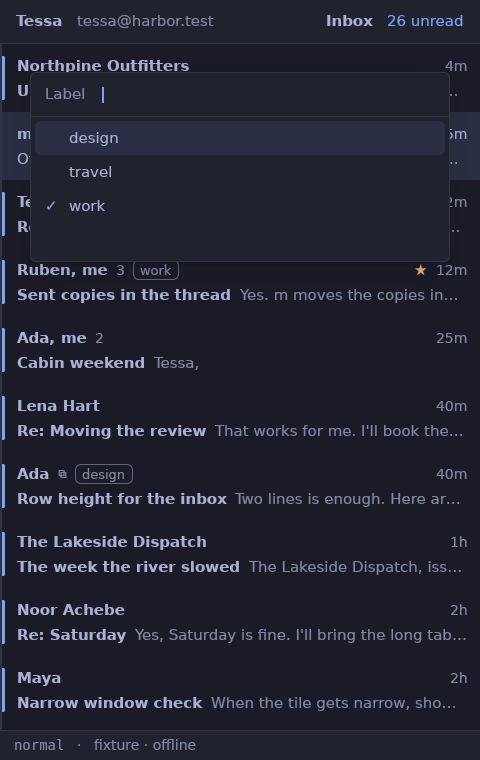 Tessa tessa@harbor.test Inbox 26 unread
Northpine Outfitters 4m
Label
design
travel
✓ work
Ruben, me 3 work ★ 12m
Sent copies in the thread Yes. m moves the copies in…
Ada, me 2 25m
Cabin weekend Tessa,
Lena Hart 40m
Re: Moving the review That works for me. I'll book the…
Ada design 40m
Row height for the inbox Two lines is enough. Here ar…
The Lakeside Dispatch 1h
The week the river slowed The Lakeside Dispatch, iss…
Noor Achebe 2h
Re: Saturday Yes, Saturday is fine. I'll bring the long tab…
Maya 2h
Narrow window check When the tile gets narrow, sho…
normal · fixture · offline